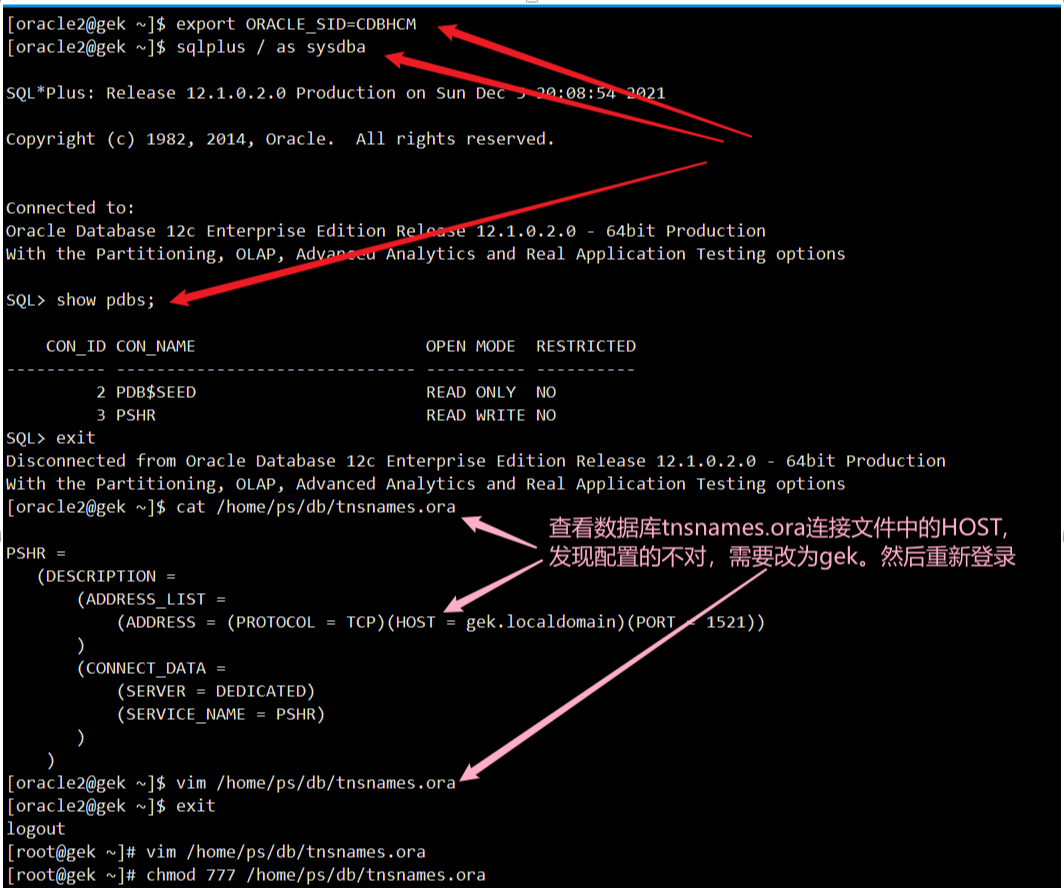 [oracle2@gek ~]$ export ORACLE_SID=CDBHCM
[oracle2@gek ~]$ sqlplus / as sysdba
SQL*Plus: Release 12.1.0.2.0 Production on Sun Dec 5 20:08:54 2021
Copyright (c) 1982, 2014, Oracle.  All rights reserved.
Connected to:
Oracle Database 12c Enterprise Edition Release 12.1.0.2.0 - 64bit Production
With the Partitioning, OLAP, Advanced Analytics and Real Application Testing options
SQL> show pdbs;
    CON_ID CON_NAME                       OPEN MODE  RESTRICTED
---------- ------------------------------ ---------- ----------
         2 PDB$SEED                       READ ONLY  NO
         3 PSHR                           READ WRITE NO
SQL> exit
Disconnected from Oracle Database 12c Enterprise Edition Release 12.1.0.2.0 - 64bit Production
With the Partitioning, OLAP, Advanced Analytics and Real Application Testing options
[oracle2@gek ~]$ cat /home/ps/db/tnsnames.ora
查看数据库tnsnames.ora连接文件中的HOST,
发现配置的不对，需要改为gek。然后重新登录
PSHR =
   (DESCRIPTION =
       (ADDRESS_LIST =
           (ADDRESS = (PROTOCOL = TCP)(HOST = gek.localdomain)(PORT = 1521))
       )
       (CONNECT_DATA =
           (SERVER = DEDICATED)
           (SERVICE_NAME = PSHR)
       )
    )
[oracle2@gek ~]$ vim /home/ps/db/tnsnames.ora
[oracle2@gek ~]$ exit
logout
[root@gek ~]# vim /home/ps/db/tnsnames.ora
[root@gek ~]# chmod 777 /home/ps/db/tnsnames.ora